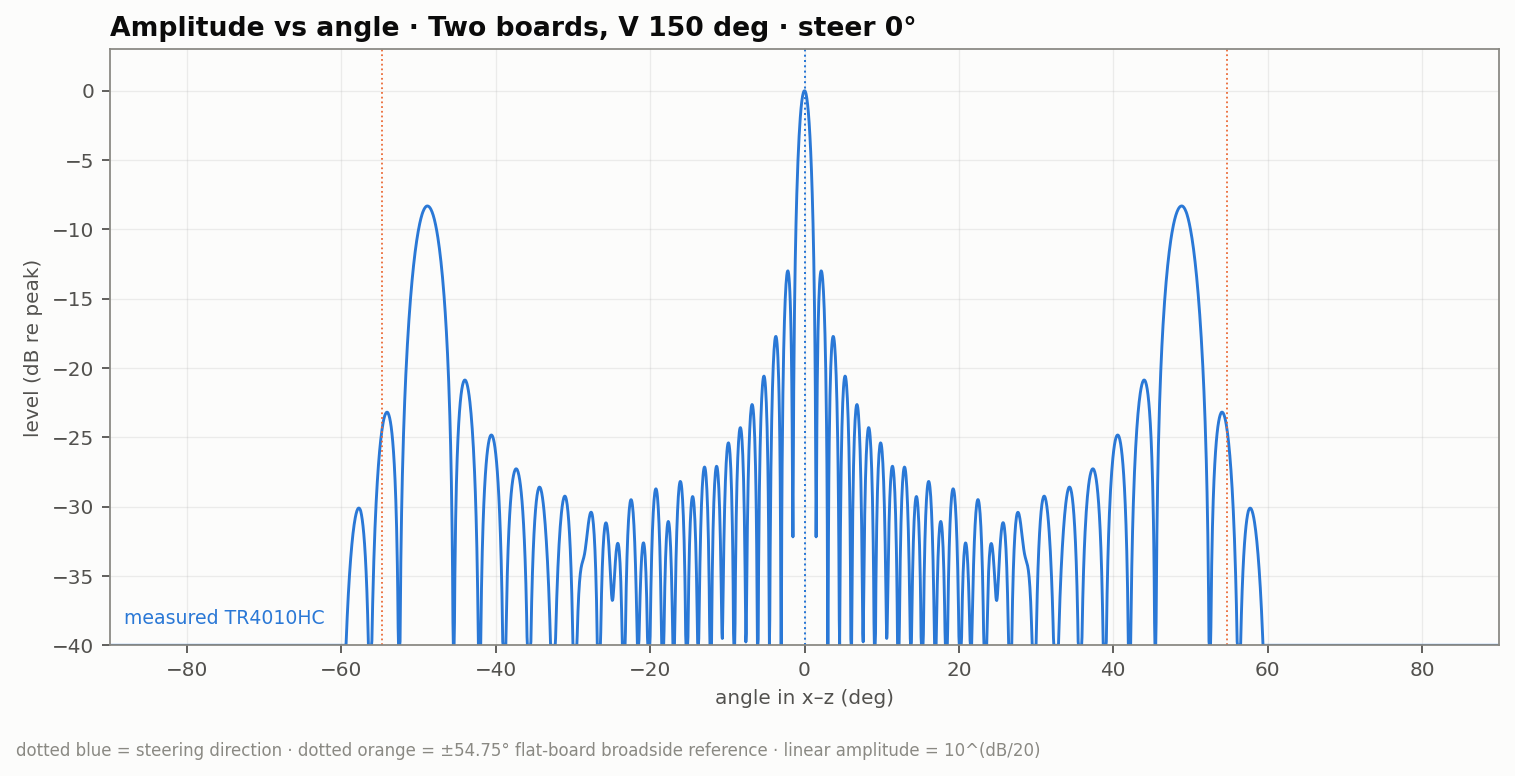 Amplitude vs angle · Two boards, V 150 deg · steer 0°
level (dB re peak)
0
−5
−10
−15
−20
−25
−30
−35
−40
measured TR4010HC
−80 −60 −40 −20 0 20 40 60 80
angle in x–z (deg)
dotted blue = steering direction · dotted orange = ±54.75° flat-board broadside reference · linear amplitude = 10^(dB/20)